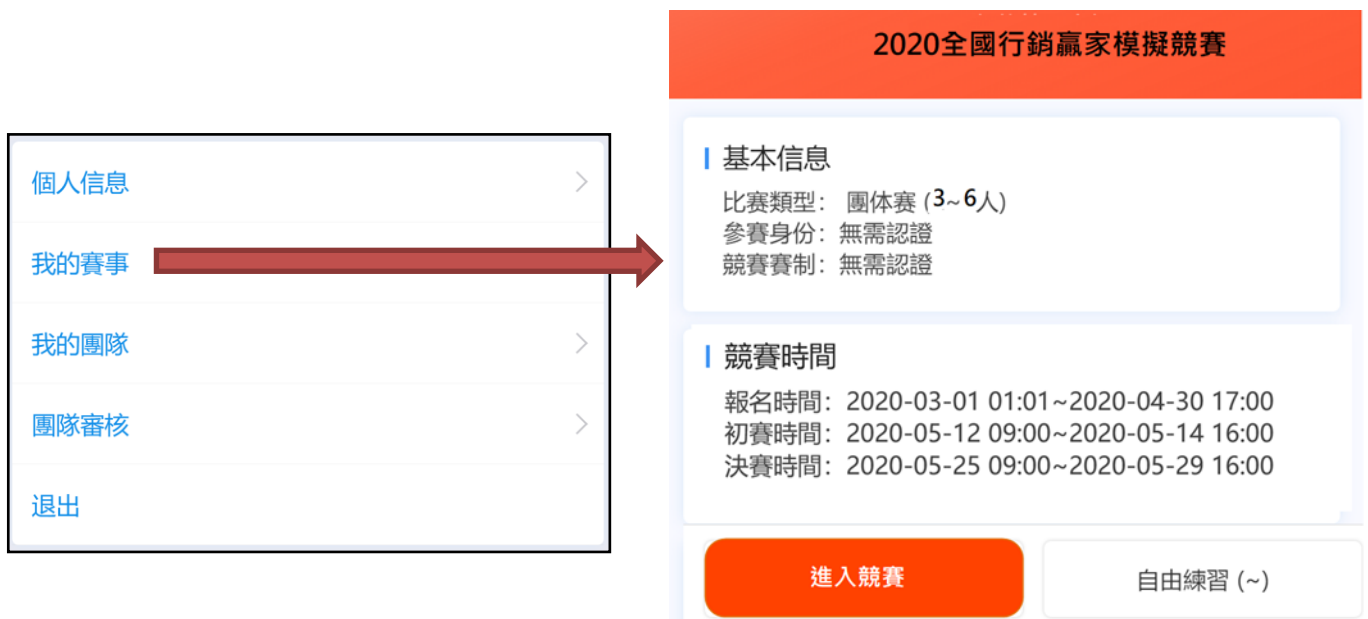 個人信息
我的賽事
我的團隊
團隊審核
退出
2020全國行銷贏家模擬競賽
基本信息
比賽類型： 團体賽 (3~6人)
參賽身份：無需認證
競賽賽制：無需認證
競賽時間
報名時間：2020-03-01 01:01~2020-04-30 17:00
初賽時間：2020-05-12 09:00~2020-05-14 16:00
決賽時間：2020-05-25 09:00~2020-05-29 16:00
進入競賽
自由練習 (~)